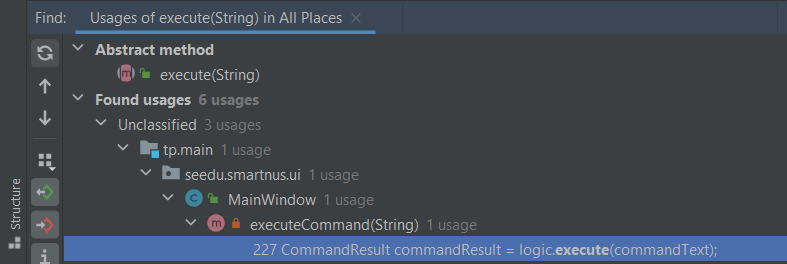 Find: Usages of execute(String) in All Places
Abstract method
execute(String)
Found usages 6 usages
Unclassified 3 usages
tp.main 1 usage
seedu.smartnus.ui 1 usage
MainWindow 1 usage
executeCommand(String) 1 usage
227 CommandResult commandResult = logic.execute(commandText);
Structure